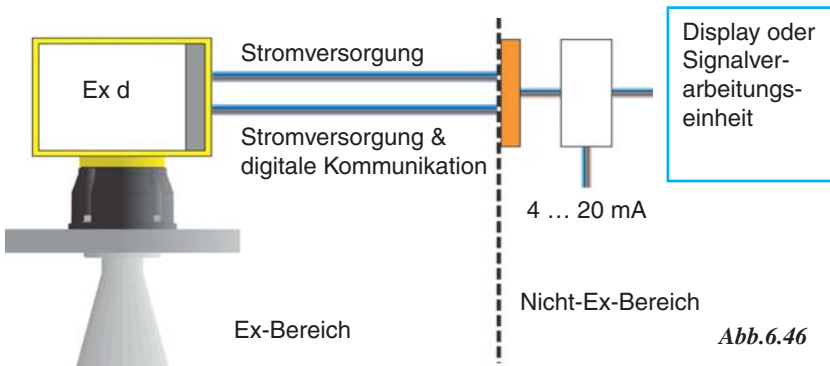 Ex d
Stromversorgung
Stromversorgung &
digitale Kommunikation
Display oder
Signalver-
arbeitungs-
einheit
4 … 20 mA
Ex-Bereich
Nicht-Ex-Bereich
Abb.6.46